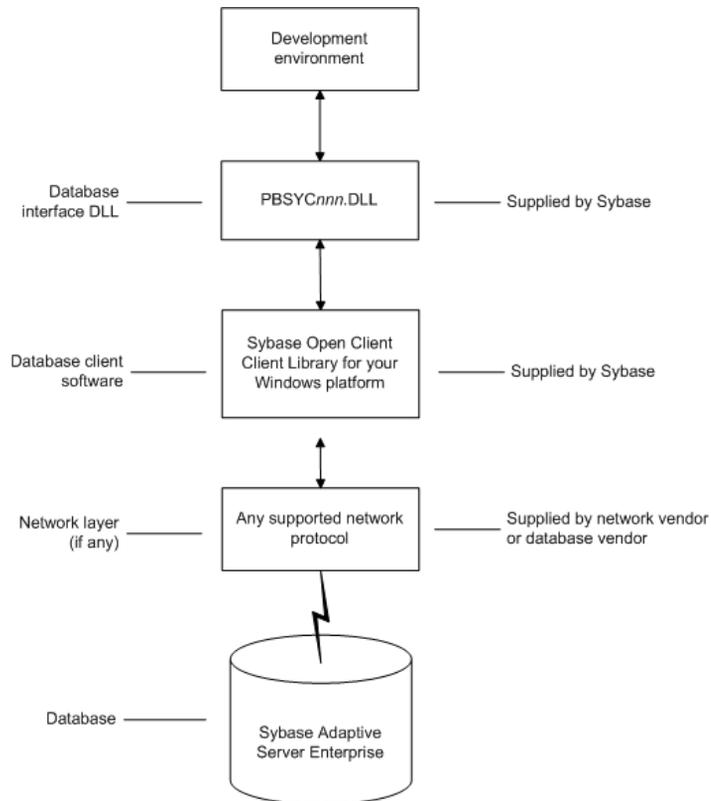 Development
environment
Database
interface DLL
PBSYCnnn.DLL
Supplied by Sybase
Database client
software
Sybase Open Client
Client Library for your
Windows platform
Supplied by Sybase
Network layer
(if any)
Any supported network
protocol
Supplied by network vendor
or database vendor
Database
Sybase Adaptive
Server Enterprise